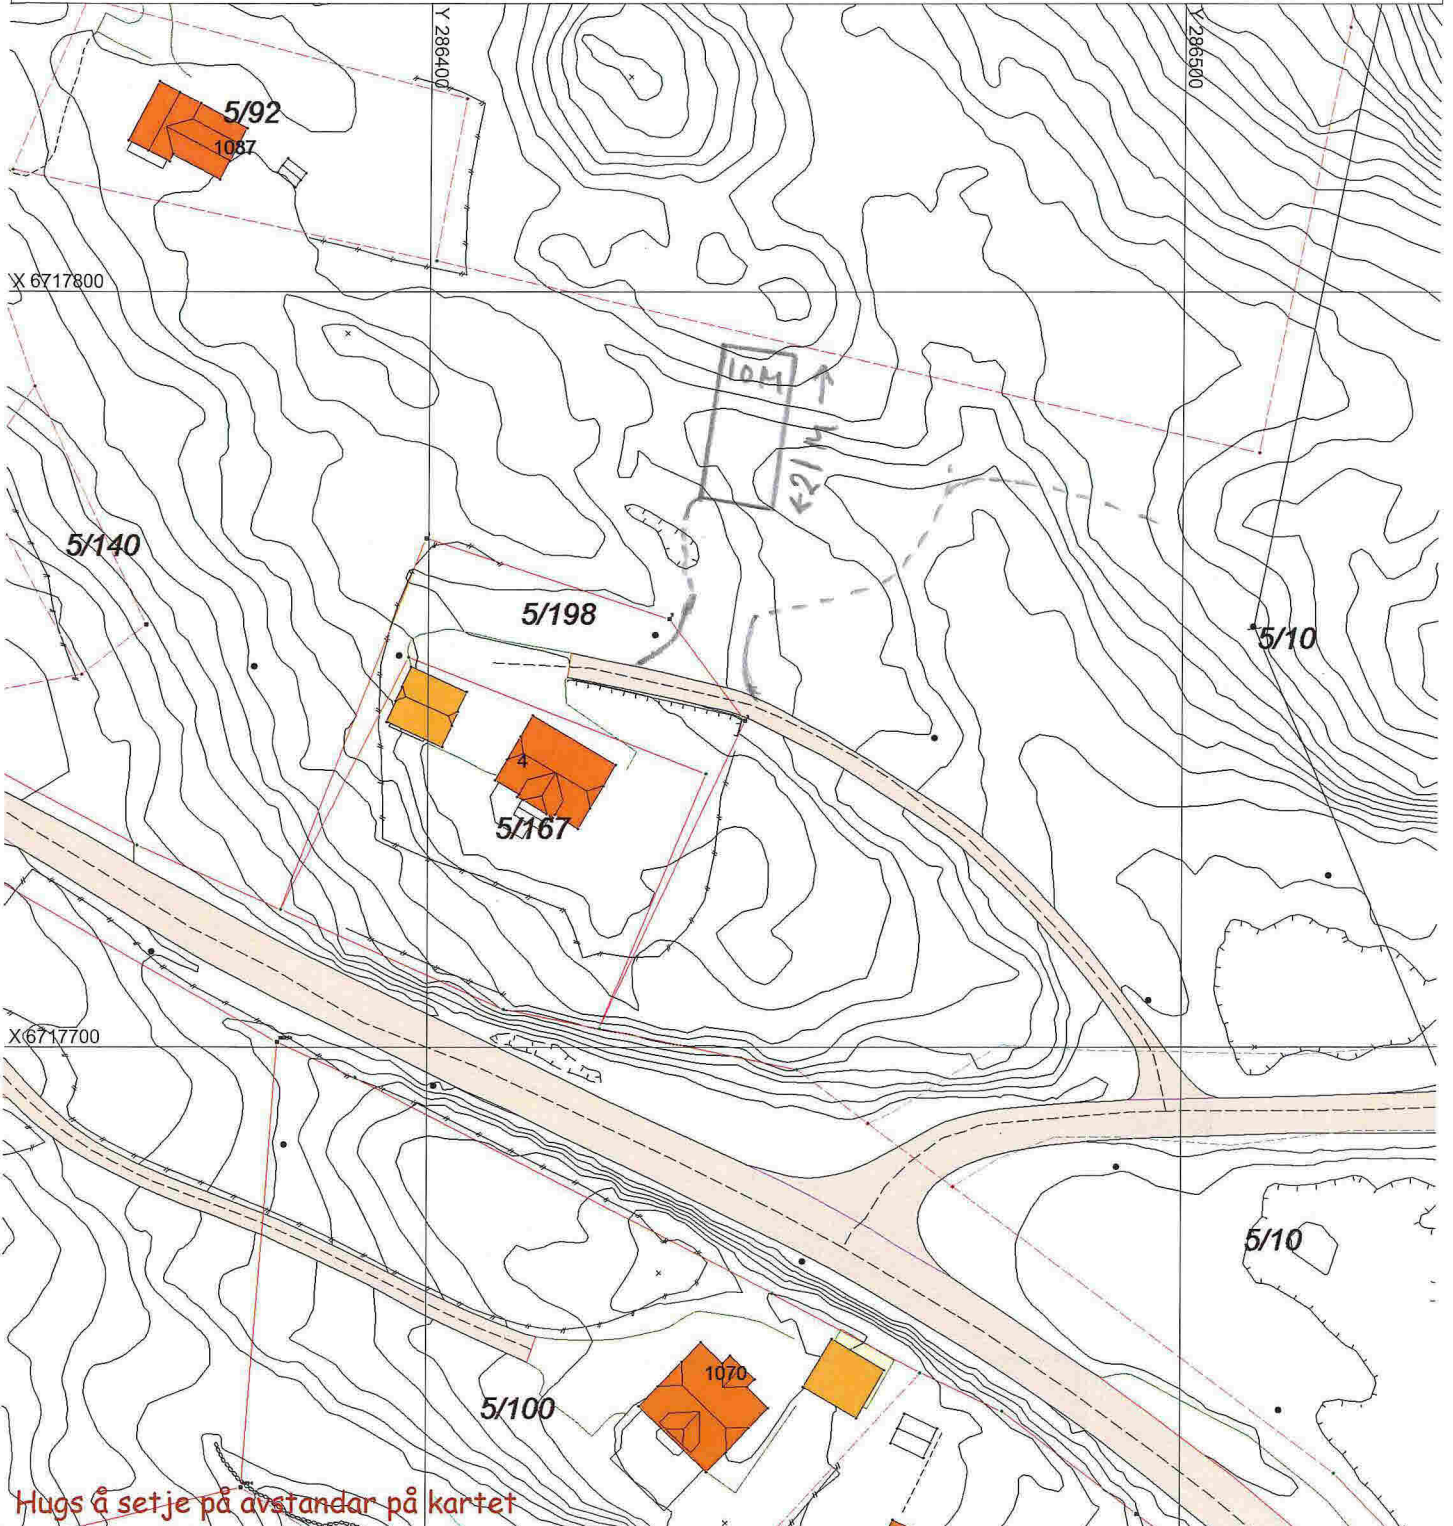 Y 286400
Y 286500
5/92
1087
X 6717800
10M
←21 M→
5/140
5/198
5/10
4
5/167
X 6717700
5/10
1070
5/100
Hugs å setje på avstandar på kartet